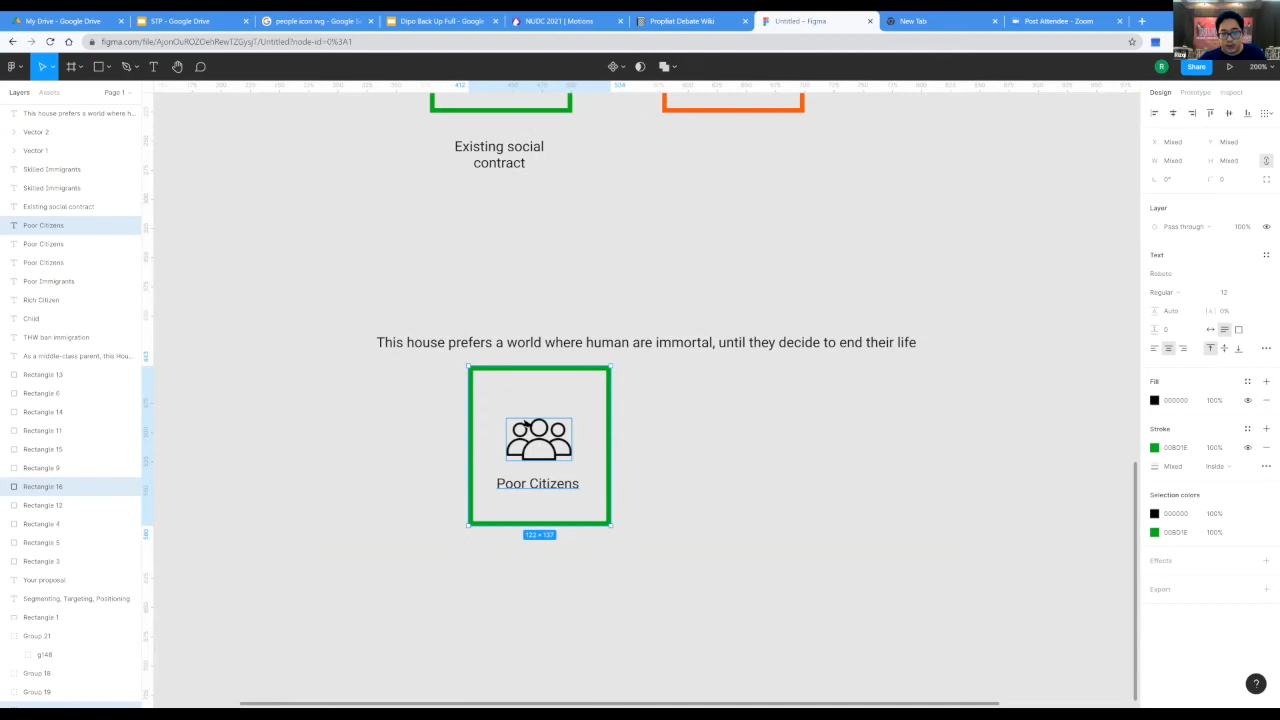 My Drive - Google Drive
STP - Google Drive
people icon svg - Google Se
Dipo Back Up Full - Google D
NUDC 2021 | Motions
Propliat Debate Wiki
Untitled – Figma
New Tab
Post Attendee - Zoom
figma.com/file/AjonOuROZOehRewTZGysjT/Untitled?node-id=0%3A1
Share
200%
Layers
Assets
Page 1
412
534
Design
Prototype
Inspect
This house prefers a world where h...
Vector 2
Vector 1
Skilled Immigrants
Skilled Immigrants
Existing social contract
Poor Citizens
Poor Citizens
Poor Citizens
Poor Immigrants
Rich Citizen
Child
THW ban immigration
As a middle-class parent, this Hou...
Rectangle 13
Rectangle 6
Rectangle 14
Rectangle 11
Rectangle 15
Rectangle 9
Rectangle 16
Rectangle 12
Rectangle 4
Rectangle 5
Rectangle 3
Your proposal
Segmenting, Targeting, Positioning
Rectangle 1
Group 21
g148
Group 18
Group 19
Existing social
contract
This house prefers a world where human are immortal, until they decide to end their life
Poor Citizens
122 × 137
X Mixed Y Mixed
W Mixed H Mixed
0° 0
Layer
Pass through 100%
Text
Roboto
Regular 12
Auto 0%
0
Fill
000000 100%
Stroke
00BD1E 100%
Mixed Inside
Selection colors
000000 100%
00BD1E 100%
Effects
Export
?